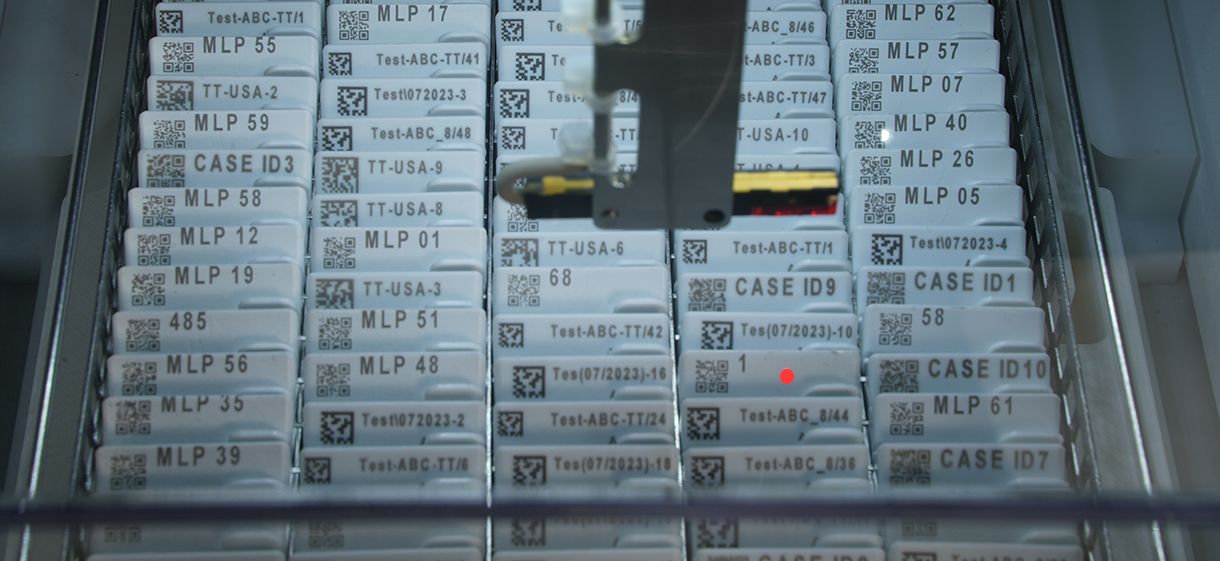 Test-ABC-TT/1
MLP 55
TT-USA-2
MLP 59
CASE ID3
MLP 58
MLP 12
MLP 19
485
MLP 56
MLP 35
MLP 39
MLP 17
Test-ABC-TT/41
Test\072023-3
Test-ABC_8/48
TT-USA-9
TT-USA-8
MLP 01
TT-USA-3
MLP 51
MLP 48
Test\072023-2
Test-ABC-TT/6
TT-USA-6
68
Test-ABC-TT/42
Tes(07/2023)-16
Test-ABC-TT/24
Tes(07/2023)-18
BC_8/46
ABC-TT/3
ABC-TT/47
T-USA-10
Test-ABC-TT/1
CASE ID9
Tes(07/2023)-10
1
Test-ABC_8/44
Test-ABC_8/36
MLP 62
MLP 57
MLP 07
MLP 40
MLP 26
MLP 05
Test\072023-4
CASE ID1
58
CASE ID10
MLP 61
CASE ID7